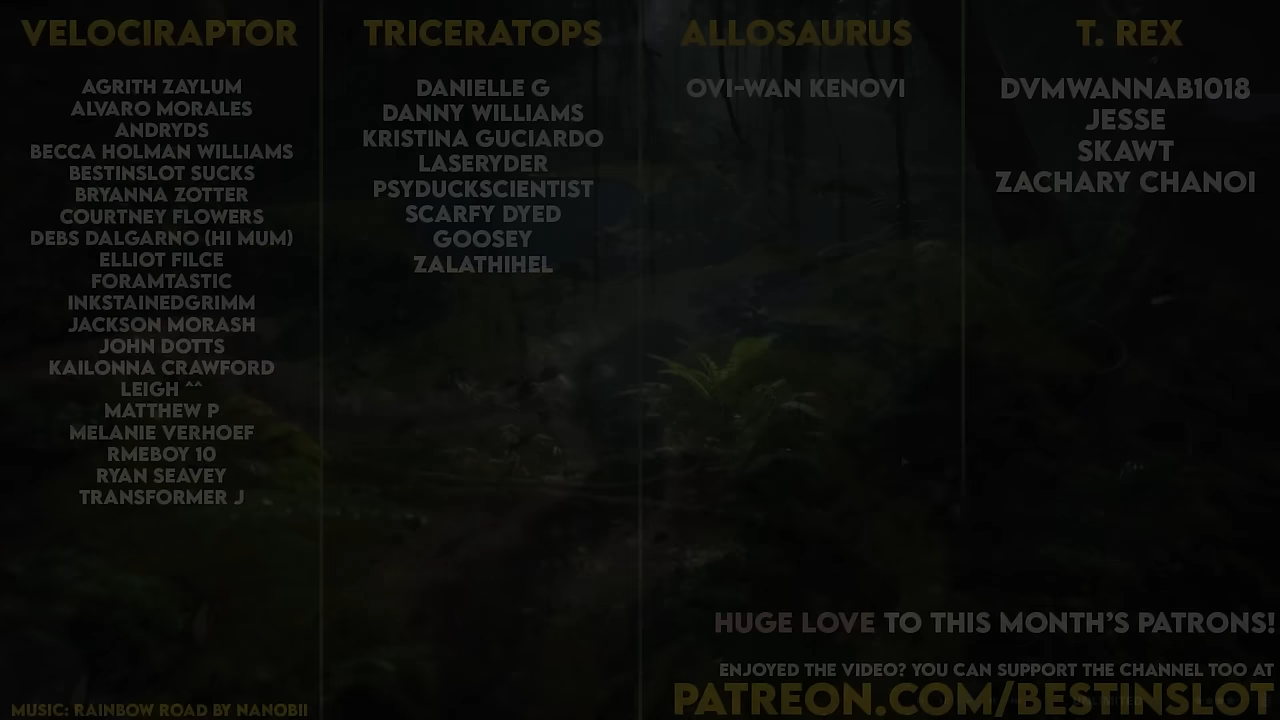 VELOCIRAPTOR
AGRITH ZAYLUM
ALVARO MORALES
ANDRYDS
BECCA HOLMAN WILLIAMS
BESTINSLOT SUCKS
BRYANNA ZOTTER
COURTNEY FLOWERS
DEBS DALGARNO (HI MUM)
ELLIOT FILCE
FORAMTASTIC
INKSTAINEDGRIMM
JACKSON MORASH
JOHN DOTTS
KAILONNA CRAWFORD
LEIGH ^^
MATTHEW P
MELANIE VERHOEF
RMEBOY 10
RYAN SEAVEY
TRANSFORMER J
TRICERATOPS
DANIELLE G
DANNY WILLIAMS
KRISTINA GUCIARDO
LASERYDER
PSYDUCKSCIENTIST
SCARFY DYED
GOOSEY
ZALATHIHEL
ALLOSAURUS
OVI-WAN KENOVI
T. REX
DVMWANNAB1018
JESSE
SKAWT
ZACHARY CHANOI
HUGE LOVE TO THIS MONTH'S PATRONS!
ENJOYED THE VIDEO? YOU CAN SUPPORT THE CHANNEL TOO AT
PATREON.COM/BESTINSLOT
MUSIC: RAINBOW ROAD BY NANOBII